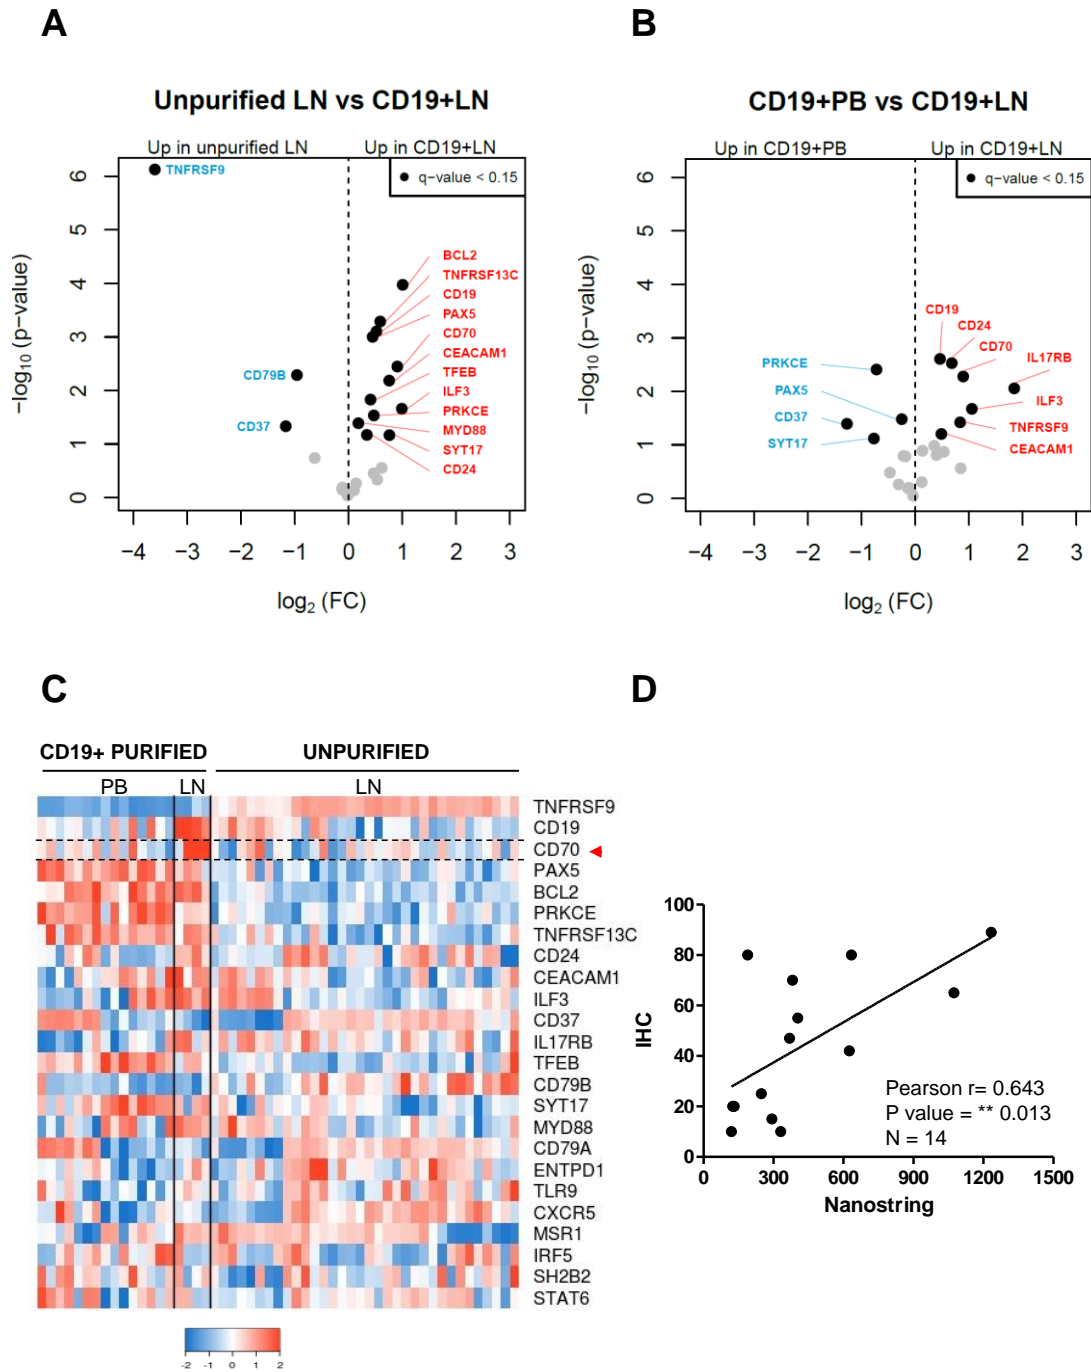 A
Unpurified LN vs CD19+LN
Up in unpurified LN
Up in CD19+LN
q-value < 0.15
TNFRSF9
BCL2
TNFRSF13C
CD19
PAX5
CD70
CEACAM1
TFEB
ILF3
PRKCE
MYD88
SYT17
CD24
CD79B
CD37
−log10 (p−value)
6
5
4
3
2
1
0
−4 −3 −2 −1 0 1 2 3
log2 (FC)
B
CD19+PB vs CD19+LN
Up in CD19+PB
Up in CD19+LN
q-value < 0.15
CD19
CD24
CD70
IL17RB
ILF3
TNFRSF9
CEACAM1
PRKCE
PAX5
CD37
SYT17
−log10 (p−value)
6
5
4
3
2
1
0
−4 −3 −2 −1 0 1 2 3
log2 (FC)
C
CD19+ PURIFIED
UNPURIFIED
PB
LN
LN
TNFRSF9
CD19
CD70
PAX5
BCL2
PRKCE
TNFRSF13C
CD24
CEACAM1
ILF3
CD37
IL17RB
TFEB
CD79B
SYT17
MYD88
CD79A
ENTPD1
TLR9
CXCR5
MSR1
IRF5
SH2B2
STAT6
-2 -1 0 1 2
D
IHC
100
80
60
40
20
0
0 300 600 900 1200 1500
Nanostring
Pearson r= 0.643
P value = ** 0.013
N = 14